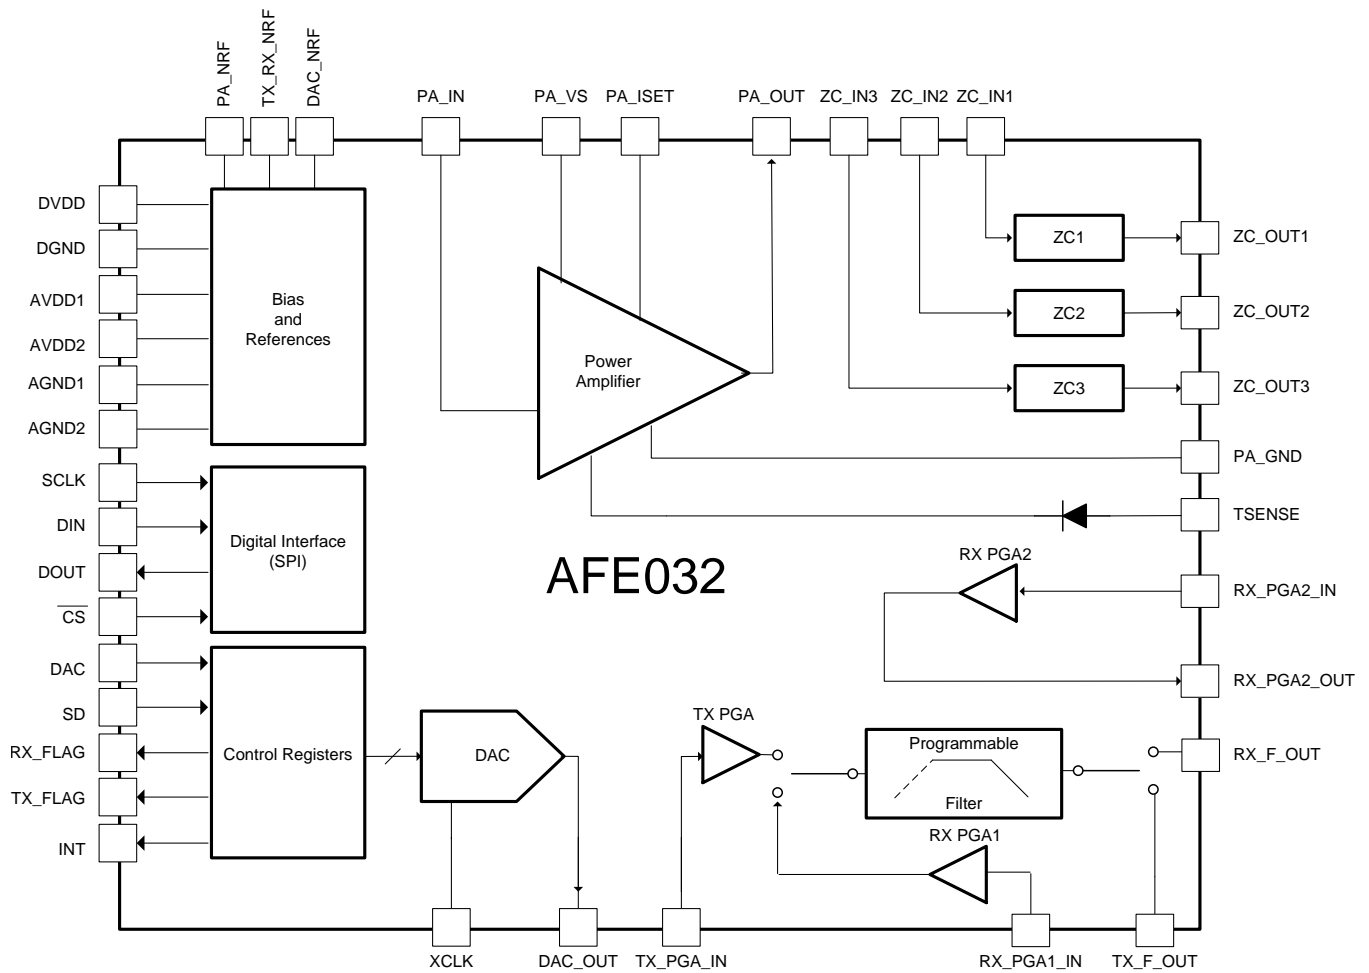 PA_NRF
TX_RX_NRF
DAC_NRF
PA_IN
PA_VS
PA_ISET
PA_OUT
ZC_IN3
ZC_IN2
ZC_IN1
DVDD
DGND
AVDD1
AVDD2
AGND1
AGND2
SCLK
DIN
DOUT
CS
DAC
SD
RX_FLAG
TX_FLAG
INT
Bias
and
References
Digital Interface
(SPI)
Control Registers
Power
Amplifier
ZC1
ZC2
ZC3
ZC_OUT1
ZC_OUT2
ZC_OUT3
PA_GND
TSENSE
AFE032
RX PGA2
RX_PGA2_IN
RX_PGA2_OUT
DAC
TX PGA
Programmable
Filter
RX PGA1
RX_F_OUT
XCLK
DAC_OUT
TX_PGA_IN
RX_PGA1_IN
TX_F_OUT